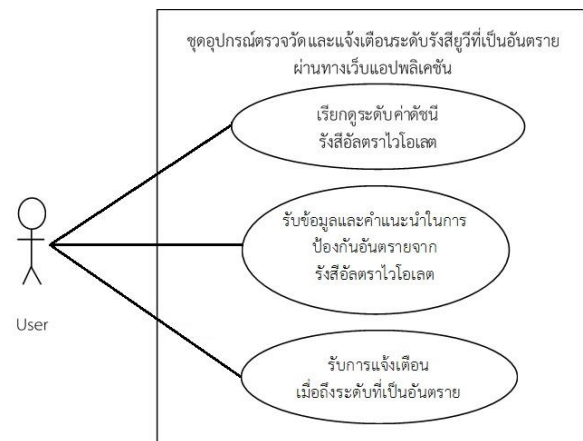 ชุดอุปกรณ์ตรวจวัดและแจ้งเตือนระดับรังสียูวีที่เป็นอันตราย
ผ่านทางเว็บแอปพลิเคชัน
เรียกดูระดับค่าดัชนี
รังสีอัลตราไวโอเลต
รับข้อมูลและคำแนะนำในการ
ป้องกันอันตรายจาก
รังสีอัลตราไวโอเลต
User
รับการแจ้งเตือน
เมื่อถึงระดับที่เป็นอันตราย